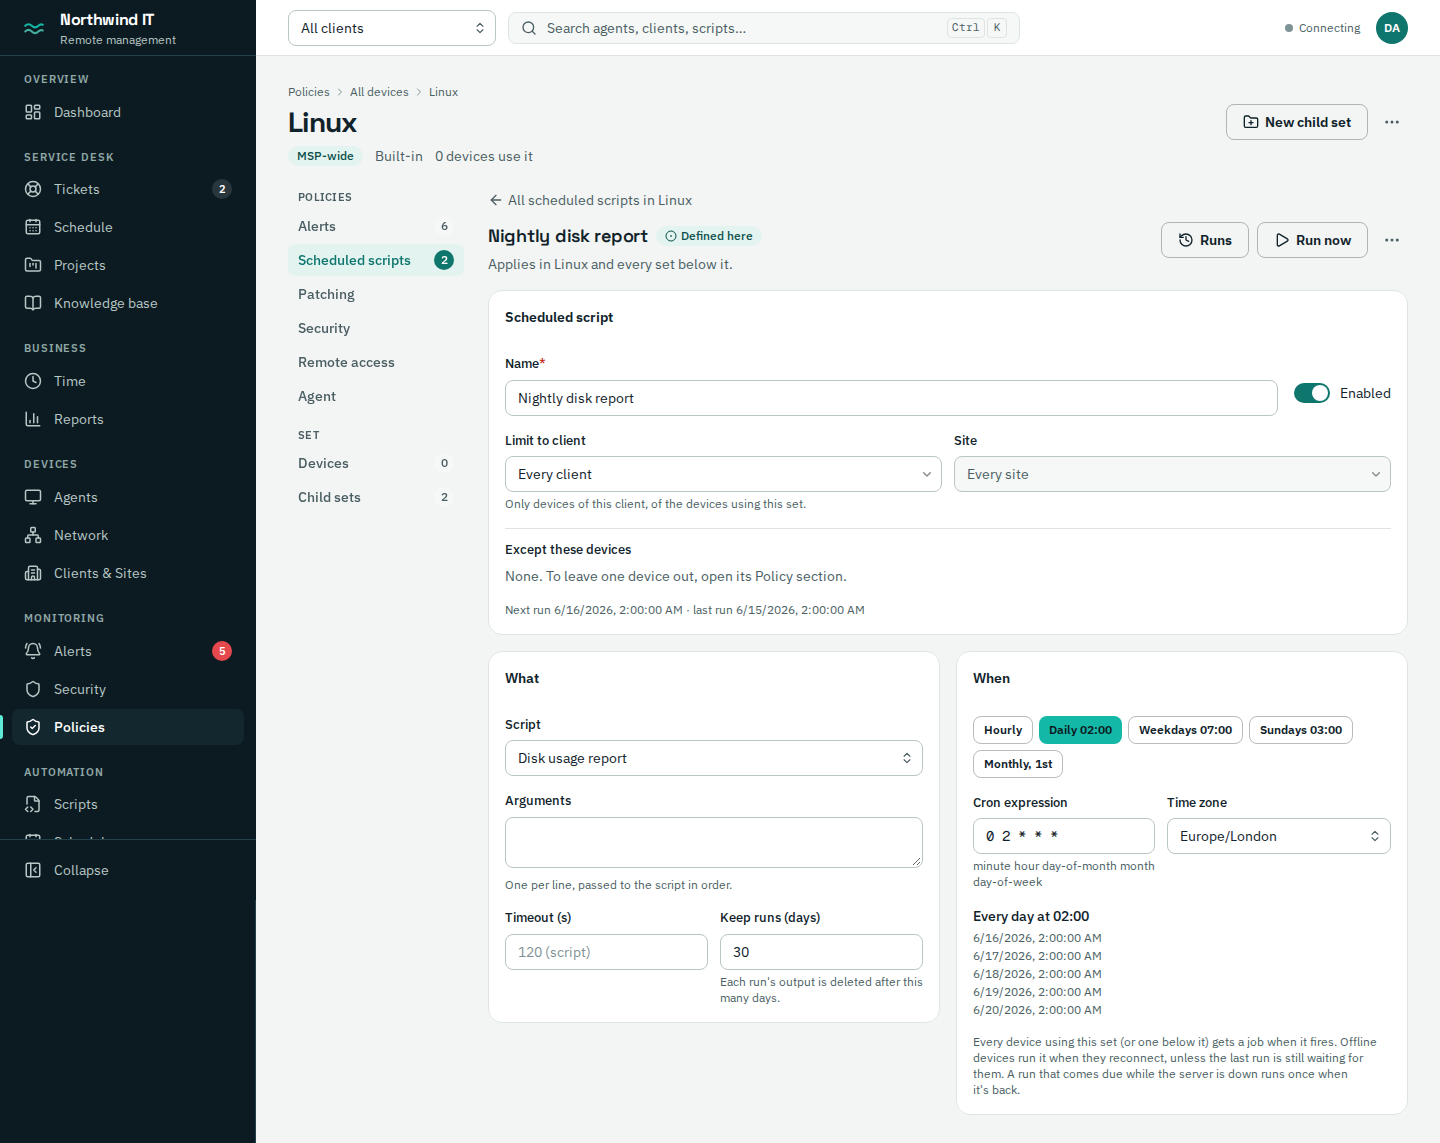 Northwind IT
Remote management
All clients
Search agents, clients, scripts...
Ctrl K
Connecting
DA
OVERVIEW
Dashboard
SERVICE DESK
Tickets 2
Schedule
Projects
Knowledge base
BUSINESS
Time
Reports
DEVICES
Agents
Network
Clients & Sites
MONITORING
Alerts 5
Security
Policies
AUTOMATION
Scripts
Collapse
Policies > All devices > Linux
Linux
New child set
MSP-wide Built-in 0 devices use it
POLICIES
Alerts 6
Scheduled scripts 2
Patching
Security
Remote access
Agent
SET
Devices 0
Child sets 2
All scheduled scripts in Linux
Nightly disk report Defined here
Runs
Run now
Applies in Linux and every set below it.
Scheduled script
Name*
Nightly disk report
Enabled
Limit to client
Site
Every client
Every site
Only devices of this client, of the devices using this set.
Except these devices
None. To leave one device out, open its Policy section.
Next run 6/16/2026, 2:00:00 AM · last run 6/15/2026, 2:00:00 AM
What
Script
Disk usage report
Arguments
One per line, passed to the script in order.
Timeout (s)
Keep runs (days)
120 (script)
30
Each run's output is deleted after this
many days.
When
Hourly Daily 02:00 Weekdays 07:00 Sundays 03:00
Monthly, 1st
Cron expression
Time zone
0 2 * * *
Europe/London
minute hour day-of-month month
day-of-week
Every day at 02:00
6/16/2026, 2:00:00 AM
6/17/2026, 2:00:00 AM
6/18/2026, 2:00:00 AM
6/19/2026, 2:00:00 AM
6/20/2026, 2:00:00 AM
Every device using this set (or one below it) gets a job when it fires. Offline
devices run it when they reconnect, unless the last run is still waiting for
them. A run that comes due while the server is down runs once when
it's back.